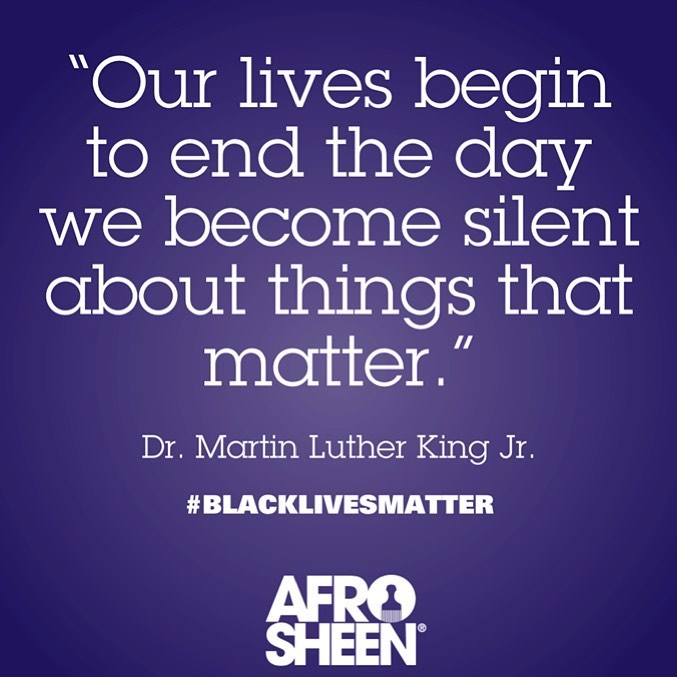 “Our lives begin
to end the day
we become silent
about things that
matter.”
Dr. Martin Luther King Jr.
#BLACKLIVESMATTER
AFRO
SHEEN®